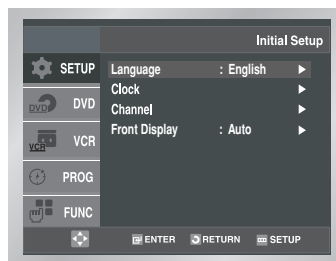 Initial Setup
SETUP
DVD
DVD
VCR
VCR
PROG
FUNC
Language : English ►
Clock ►
Channel ►
Front Display : Auto ►
ENTER RETURN SETUP